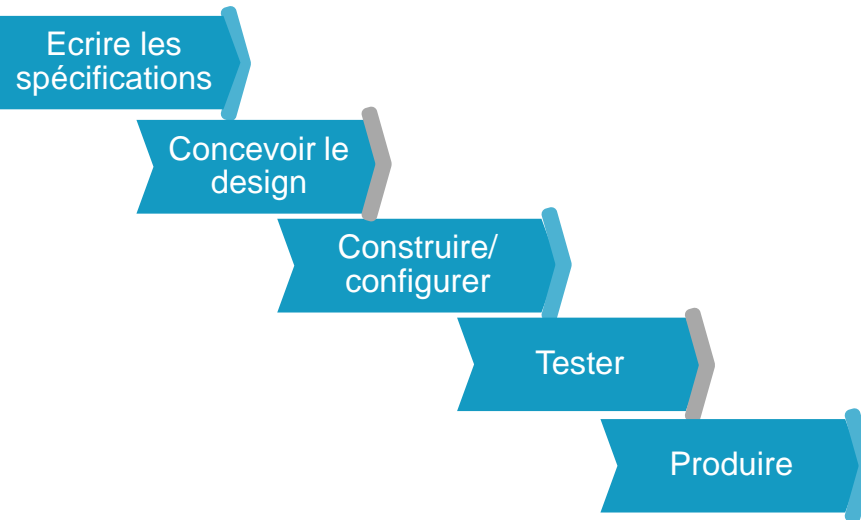 Ecrire les
spécifications
Concevoir le
design
Construire/
configurer
Tester
Produire